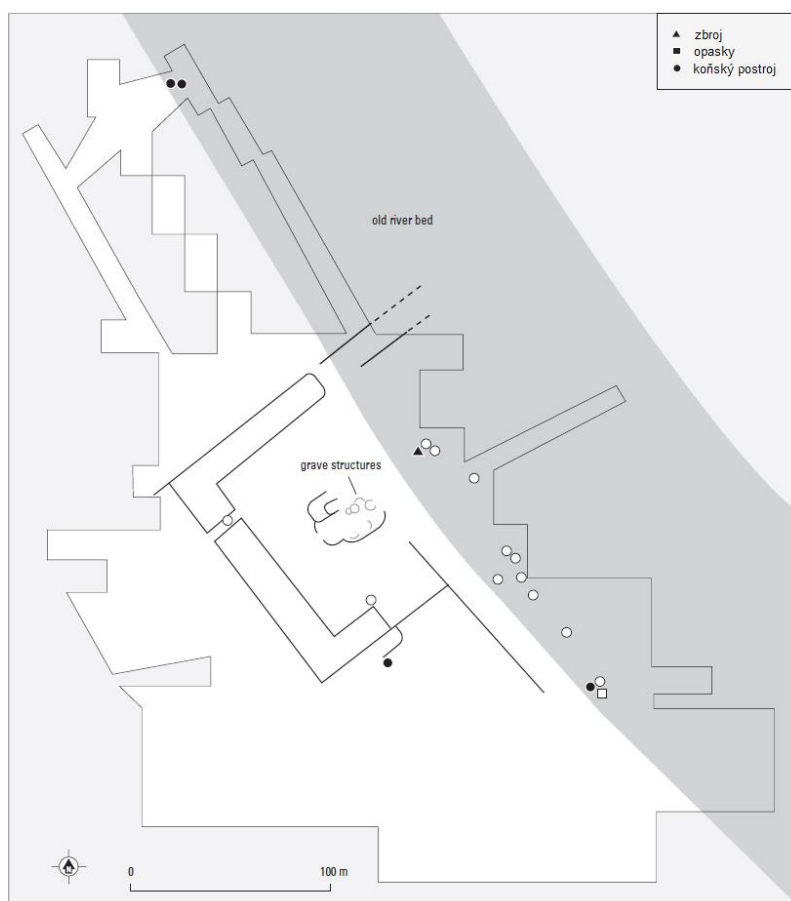 zbroj
opasky
koňský postroj
old river bed
grave structures
0 100 m